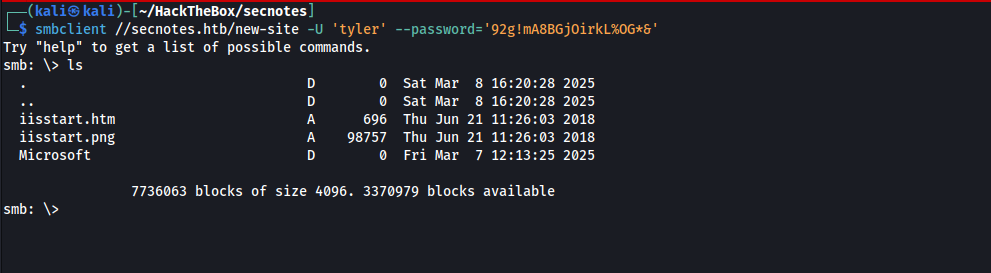 ┌──(kali㉿kali)-[~/HackTheBox/secnotes]
└─$ smbclient //secnotes.htb/new-site -U 'tyler' --password='92g!mA8BGjOirkL%OG*&'
Try "help" to get a list of possible commands.
smb: \> ls
  .                                   D        0  Sat Mar  8 16:20:28 2025
  ..                                  D        0  Sat Mar  8 16:20:28 2025
  iisstart.htm                        A      696  Thu Jun 21 11:26:03 2018
  iisstart.png                        A    98757  Thu Jun 21 11:26:03 2018
  Microsoft                           D        0  Fri Mar  7 12:13:25 2025
                7736063 blocks of size 4096. 3370979 blocks available
smb: \>